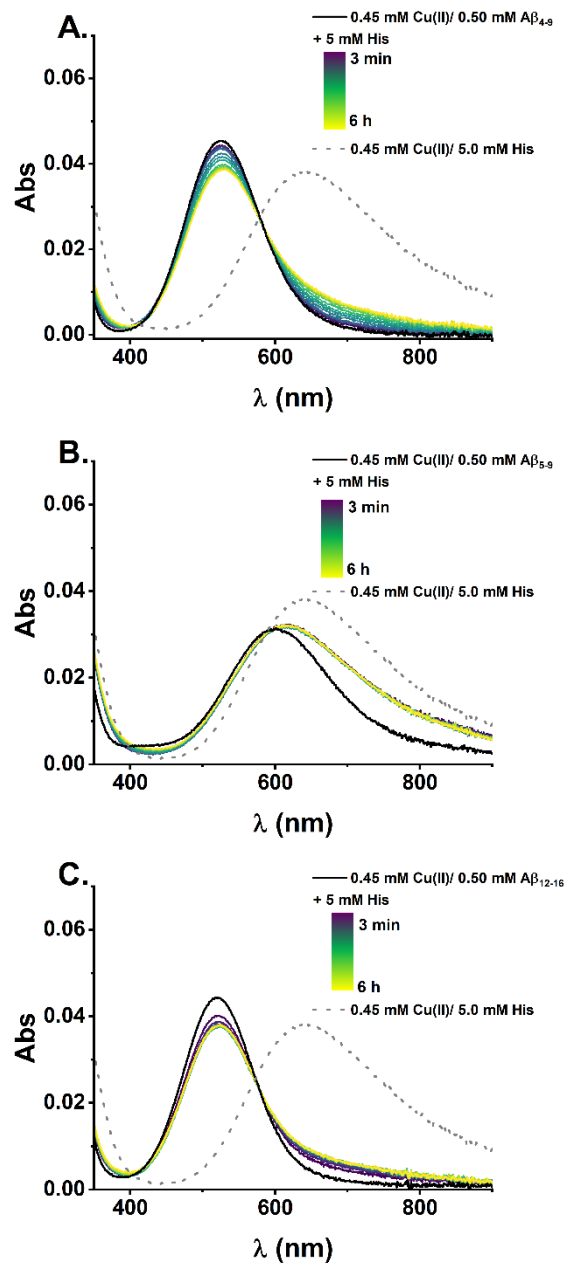 A.
0.45 mM Cu(II)/ 0.50 mM Aβ₄₋₉
+ 5 mM His
3 min
6 h
0.45 mM Cu(II)/ 5.0 mM His
0.06
0.04
0.02
0.00
Abs
400 600 800
λ (nm)
B.
0.45 mM Cu(II)/ 0.50 mM Aβ₅₋₉
+ 5 mM His
3 min
6 h
0.45 mM Cu(II)/ 5.0 mM His
0.06
0.04
0.02
0.00
Abs
400 600 800
λ (nm)
C.
0.45 mM Cu(II)/ 0.50 mM Aβ₁₂₋₁₆
+ 5 mM His
3 min
6 h
0.45 mM Cu(II)/ 5.0 mM His
0.06
0.04
0.02
0.00
Abs
400 600 800
λ (nm)